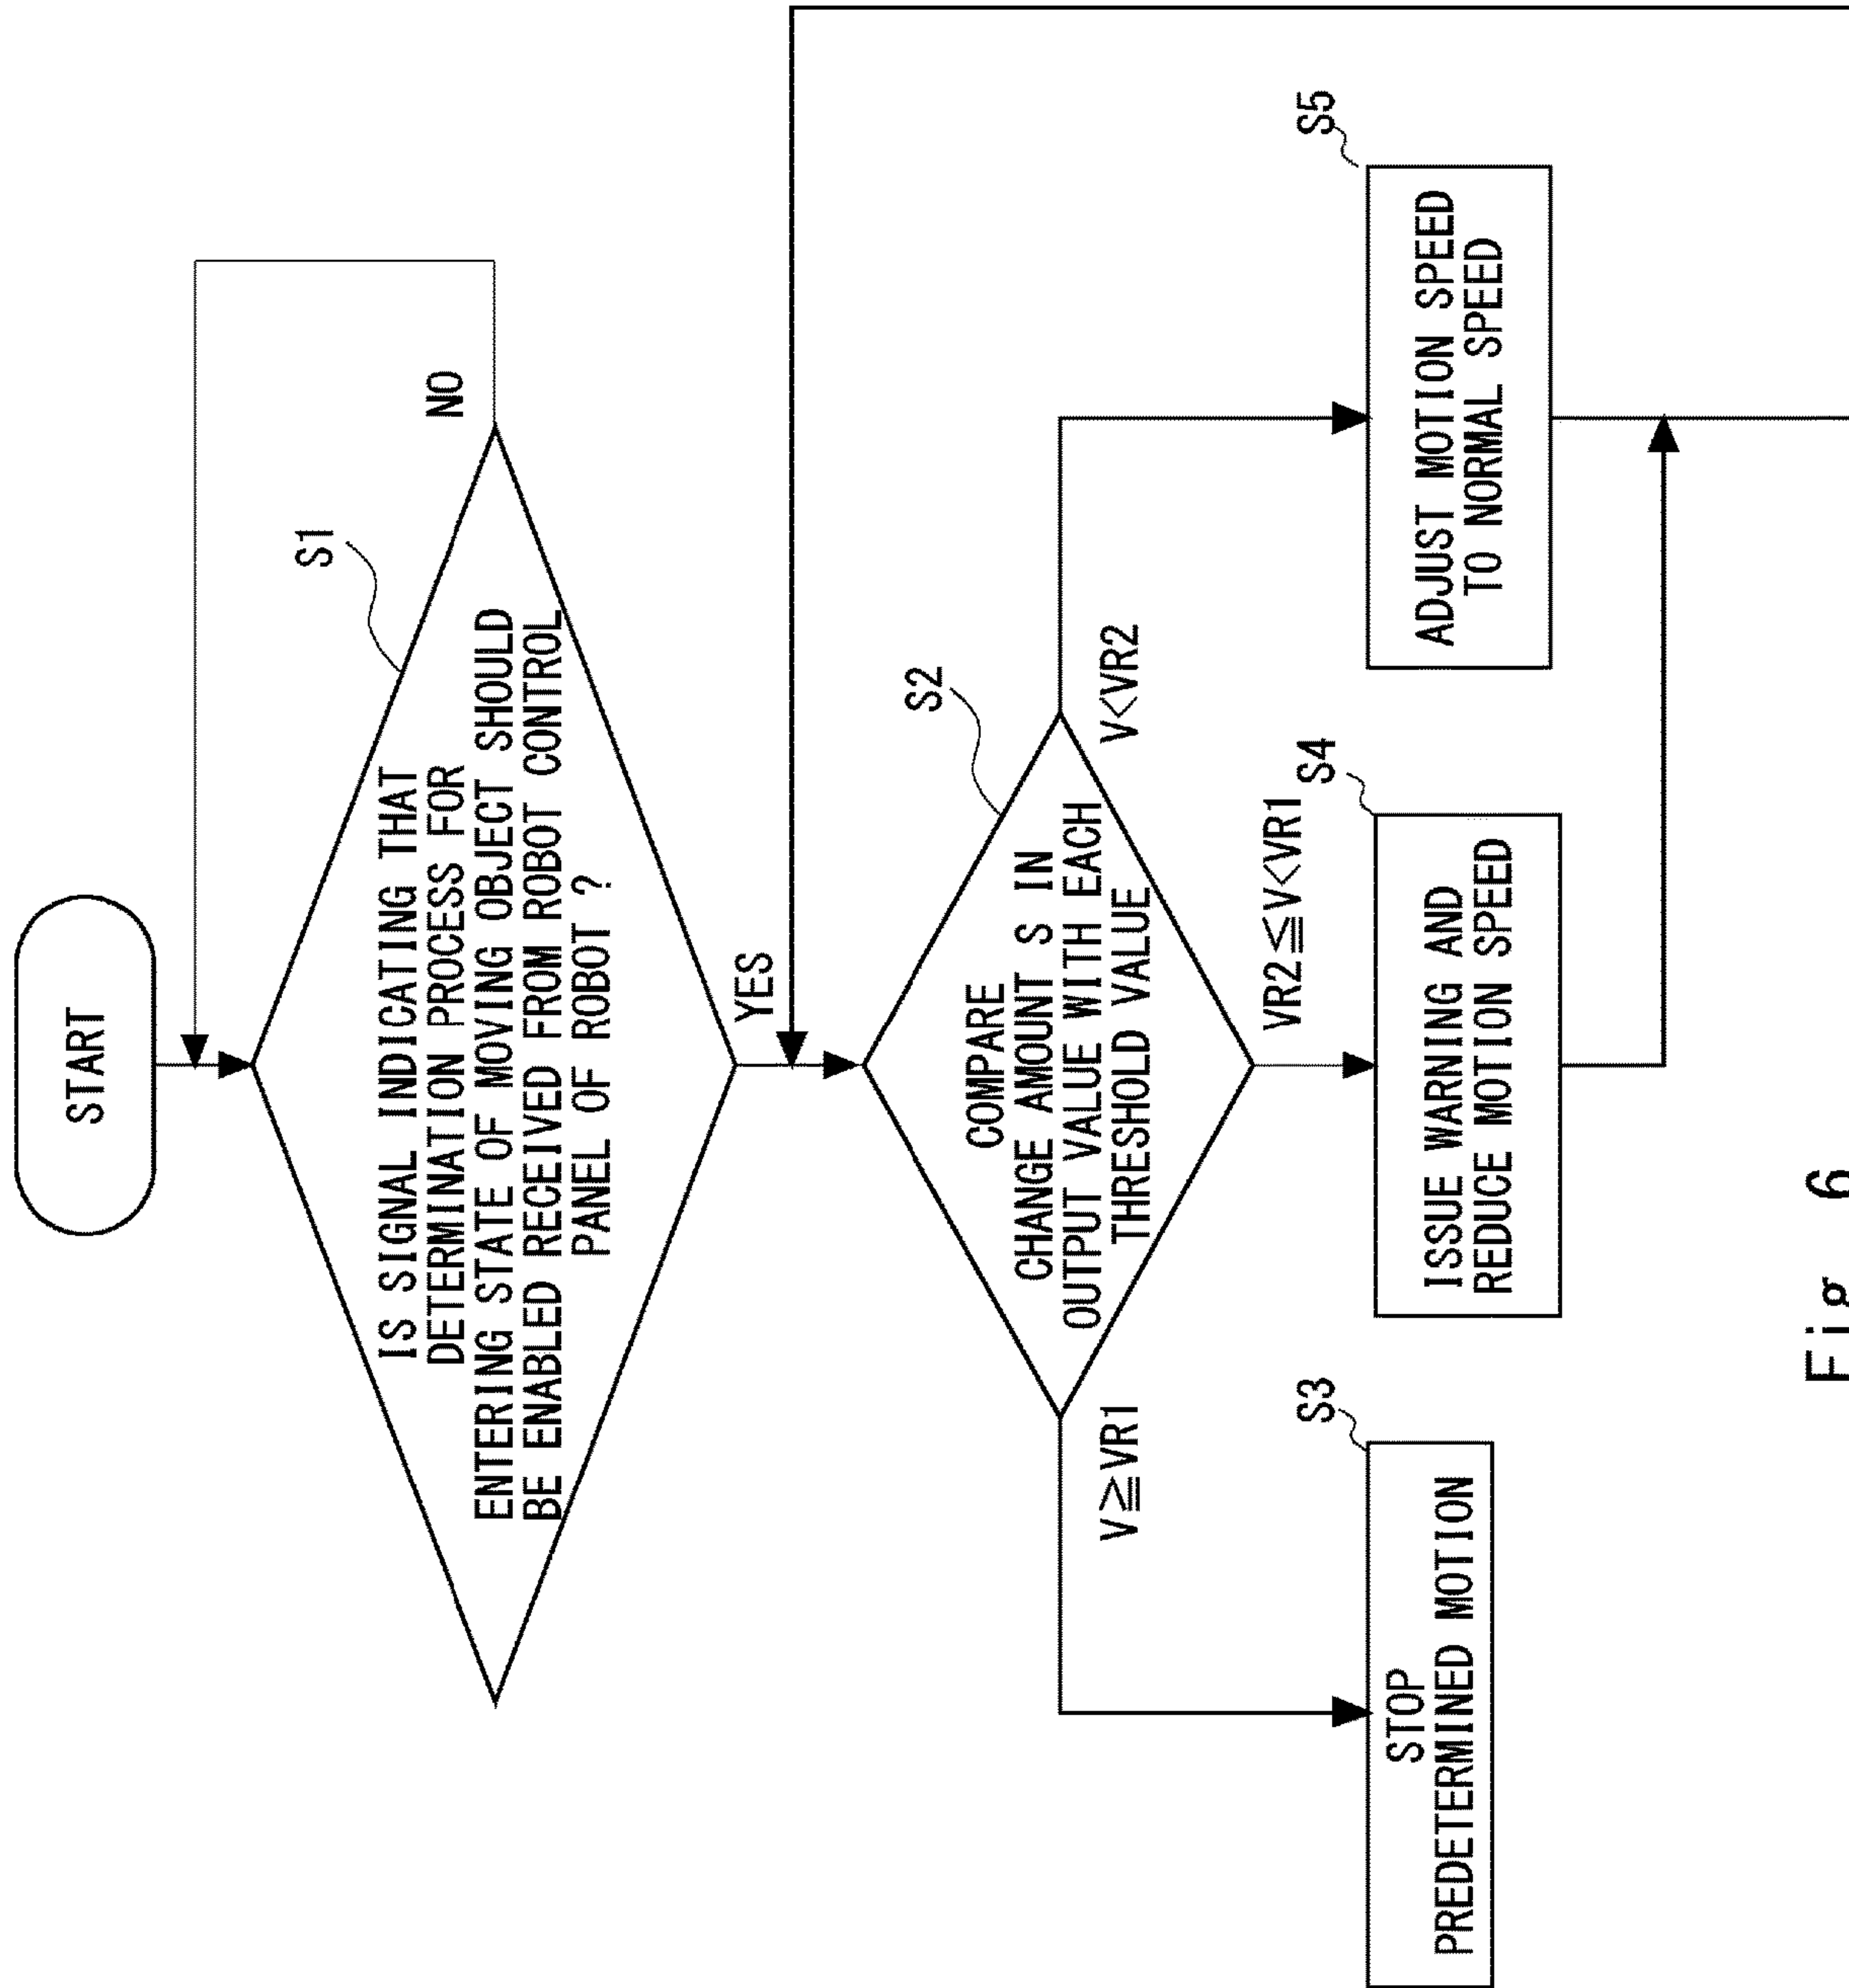 START
S1
IS SIGNAL INDICATING THAT
DETERMINATION PROCESS FOR
ENTERING STATE OF MOVING OBJECT SHOULD
BE ENABLED RECEIVED FROM ROBOT CONTROL
PANEL OF ROBOT ?
NO
YES
S2
COMPARE
CHANGE AMOUNT S IN
OUTPUT VALUE WITH EACH
THRESHOLD VALUE
V≧VR1
VR2≦V<VR1
V<VR2
S3
STOP
PREDETERMINED MOTION
S4
ISSUE WARNING AND
REDUCE MOTION SPEED
S5
ADJUST MOTION SPEED
TO NORMAL SPEED
Fig. 6